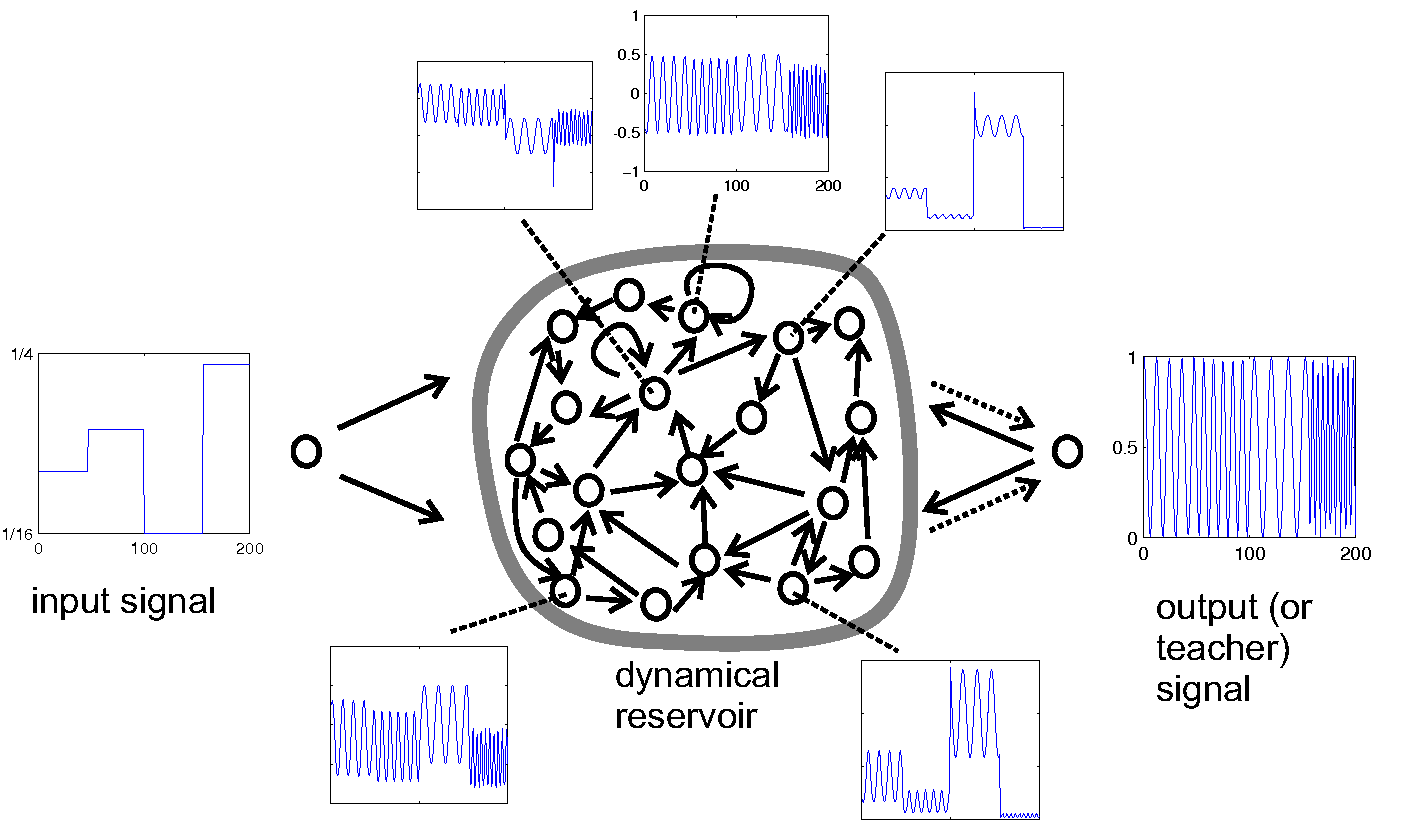 1
0.5
0
−0.5
−1
0 100 200
1/4
1/16
0 100 200
input signal
dynamical
reservoir
1
0.5
0
0 100 200
output (or
teacher)
signal